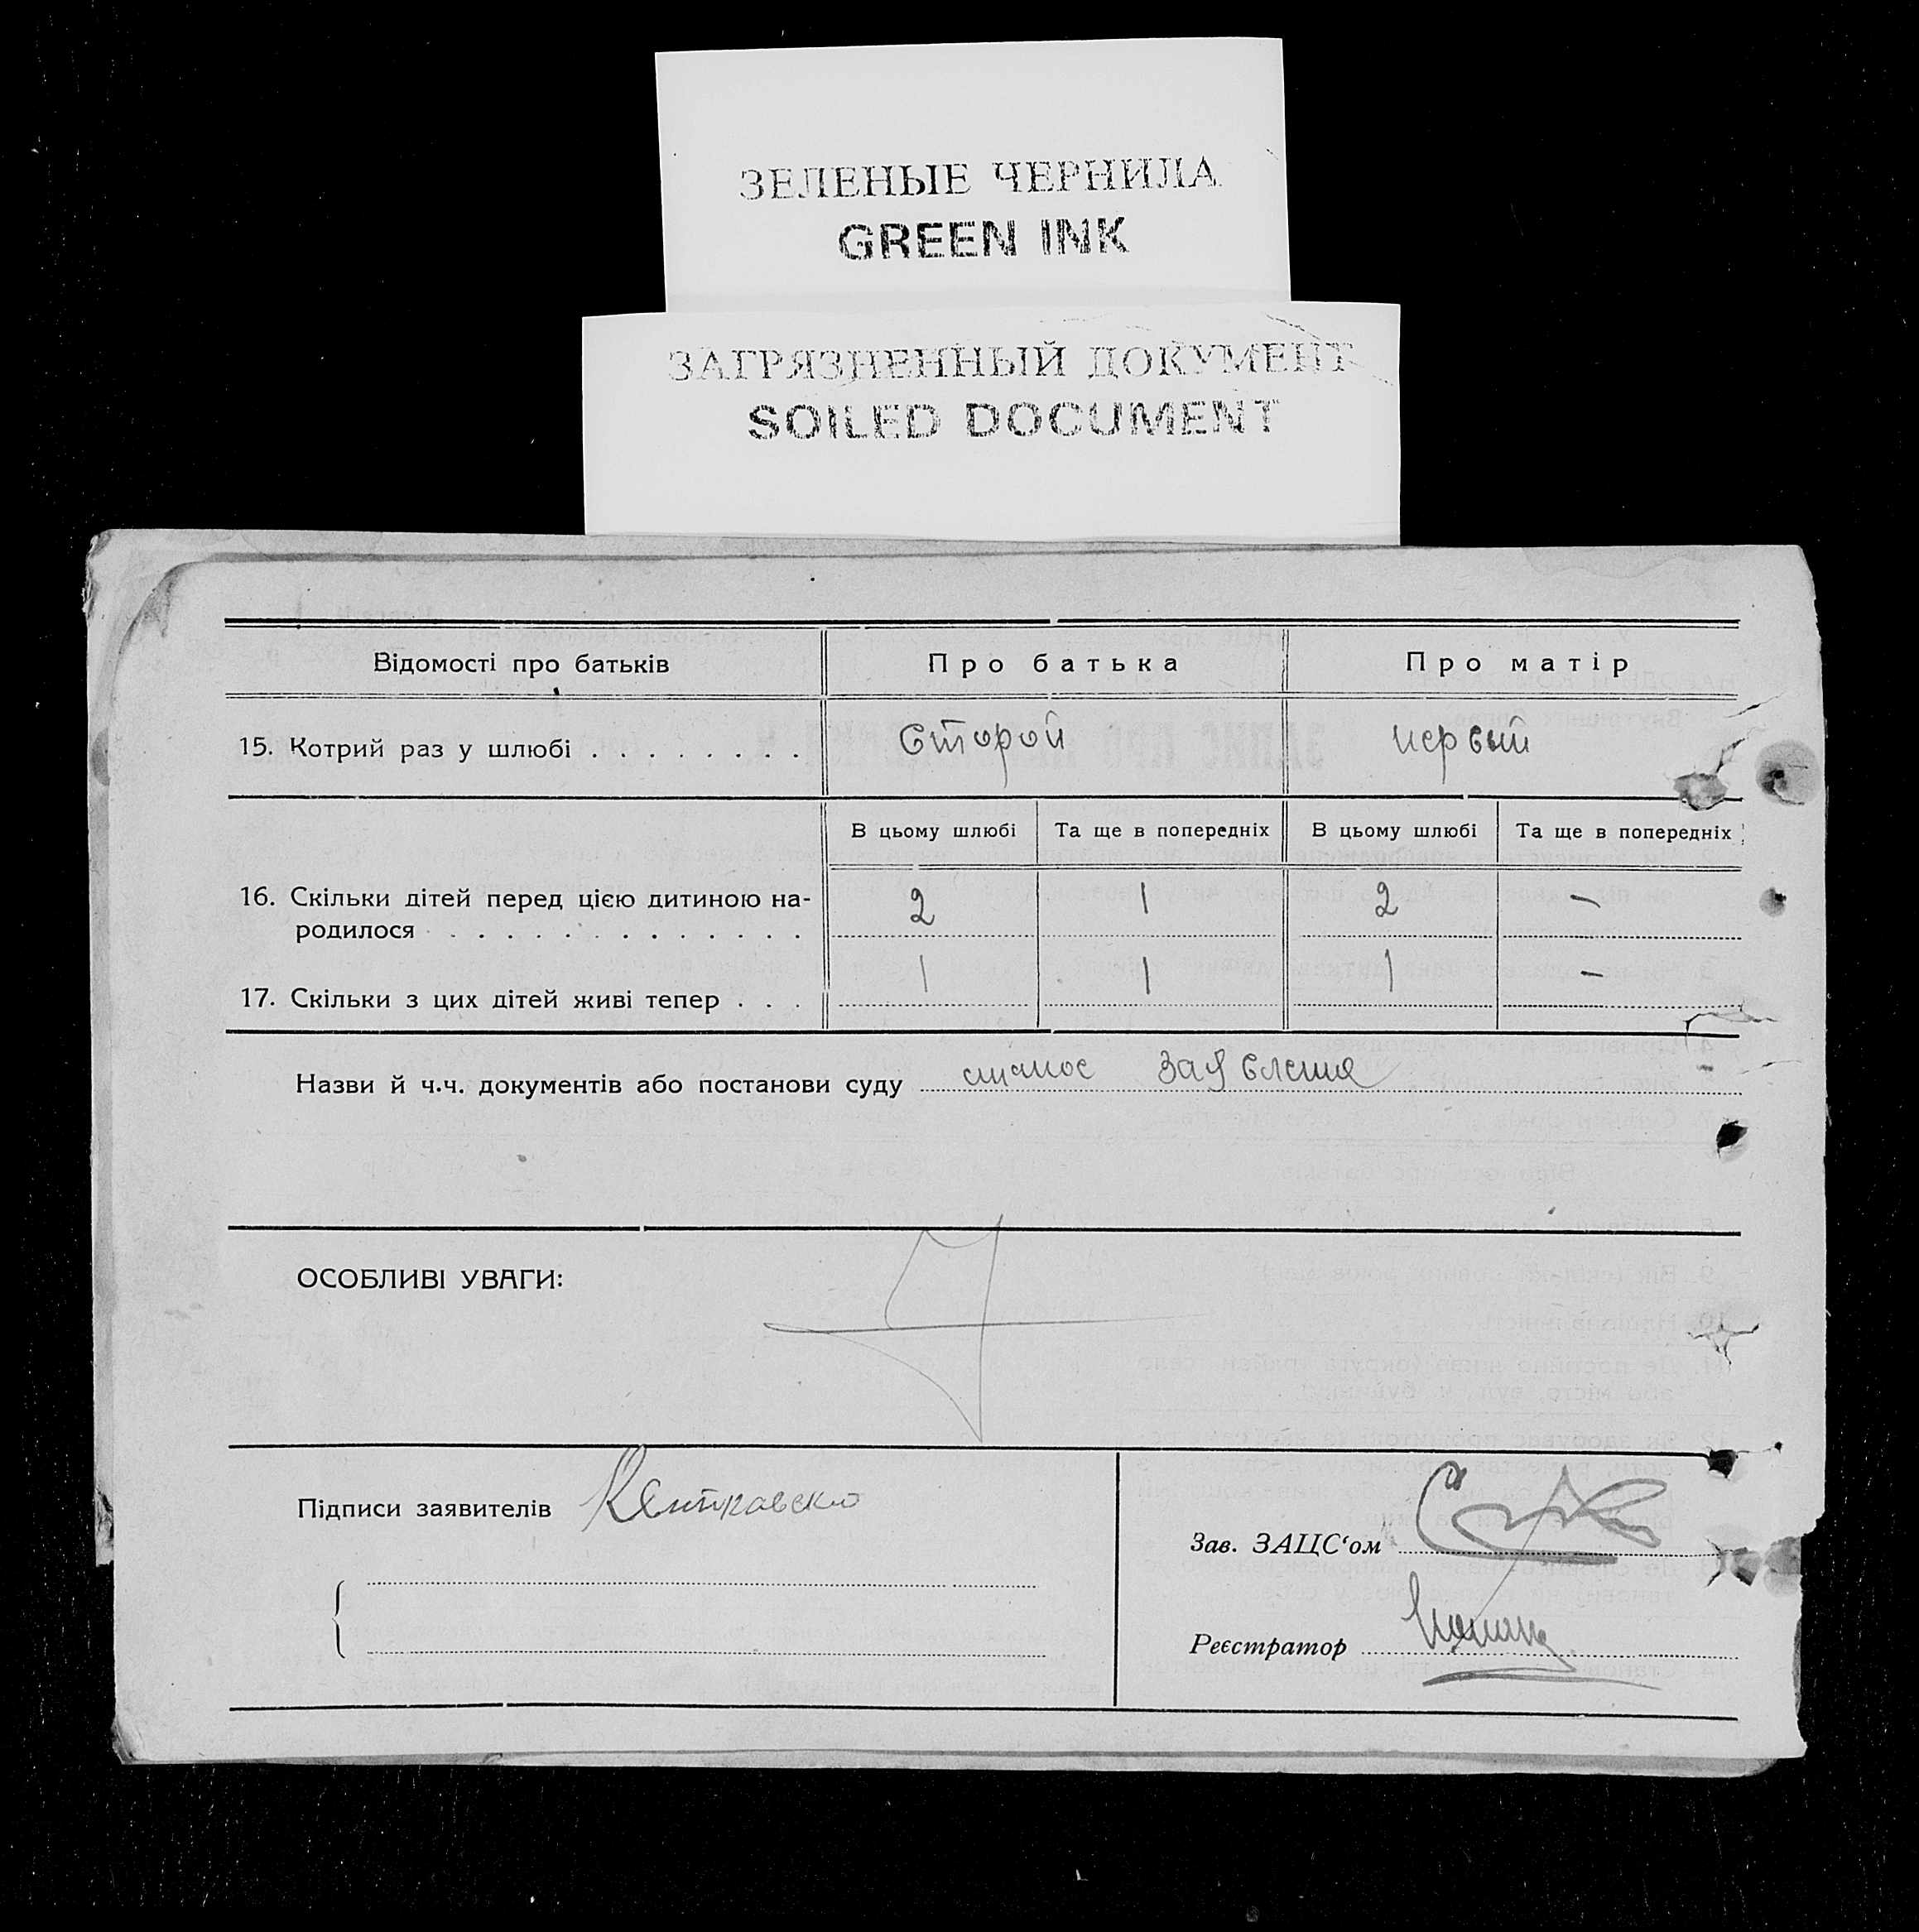 ЗЕЛЕНЫЕ ЧЕРНИЛА
GREEN INK
ЗАГРЯЗНЕННЫЙ ДОКУМЕНТ
SOILED DOCUMENT
Відомості про батьків Про батька Про матір
15. Котрий раз у шлюбі . . . . . . . . второй первый
В цьому шлюбі Та ще в попередніх В цьому шлюбі Та ще в попередніх
16. Скільки дітей перед цією дитиною на-
родилося . . . . . . . . . . . . . 2 1 2 —
17. Скільки з цих дітей живі тепер . . . 1 1 1 —
Назви й ч.ч. документів або постанови суду заявление
ОСОБЛИВІ УВАГИ:
Підписи заявителів
Зав. ЗАЦС‘ом
Реєстратор